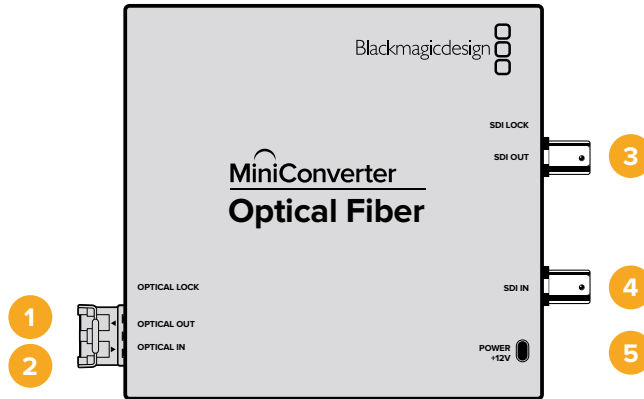 Blackmagicdesign
SDI LOCK
3
SDI OUT
MiniConverter
Optical Fiber
OPTICAL LOCK
SDI IN
4
1
OPTICAL OUT
2
OPTICAL IN
POWER
+12V
5